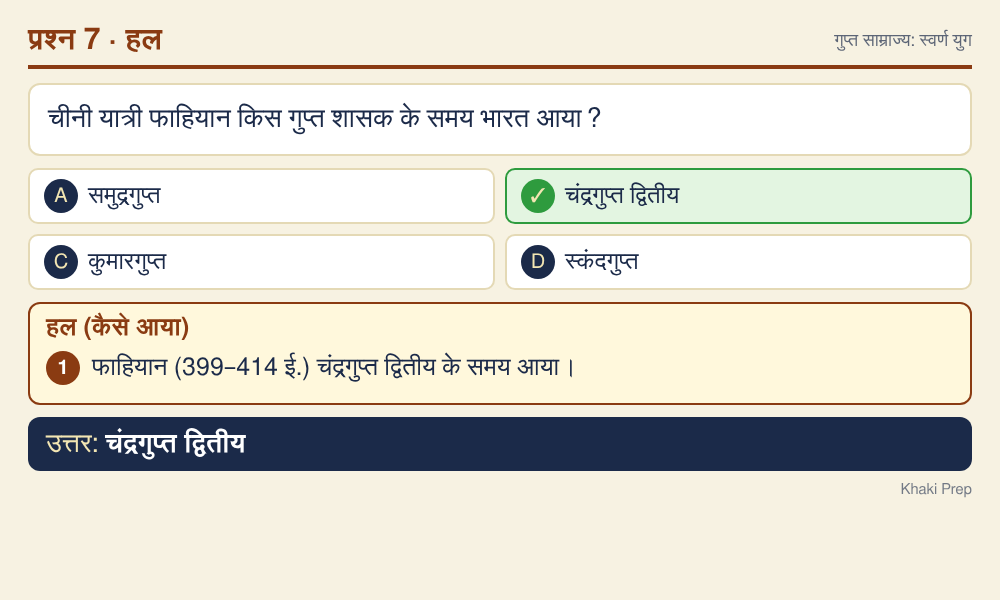 प्रश्न 7 · हल
गुप्त साम्राज्य: स्वर्ण युग
चीनी यात्री फाहियान किस गुप्त शासक के समय भारत आया ?
A समुद्रगुप्त
✓ चंद्रगुप्त द्वितीय
C कुमारगुप्त
D स्कंदगुप्त
हल (कैसे आया)
1 फाहियान (399–414 ई.) चंद्रगुप्त द्वितीय के समय आया।
उत्तर: चंद्रगुप्त द्वितीय
Khaki Prep